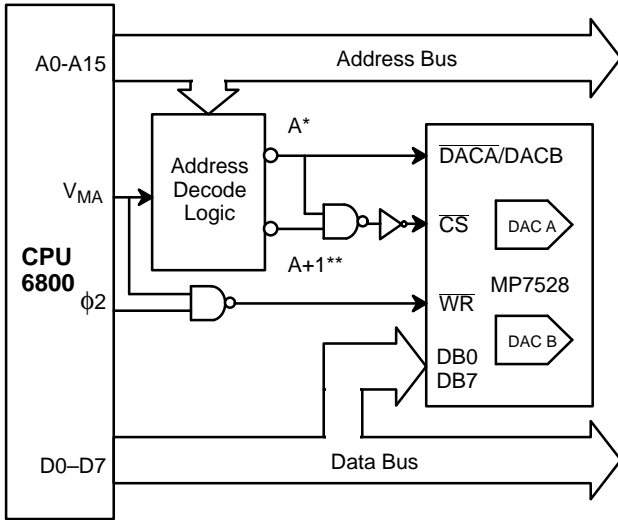 A0-A15
Address Bus
A*
Address
Decode
Logic
DACA/DACB
VMA
CS
DAC A
A+1**
CPU
6800
MP7528
ϕ2
WR
DAC B
DB0
DB7
D0–D7
Data Bus